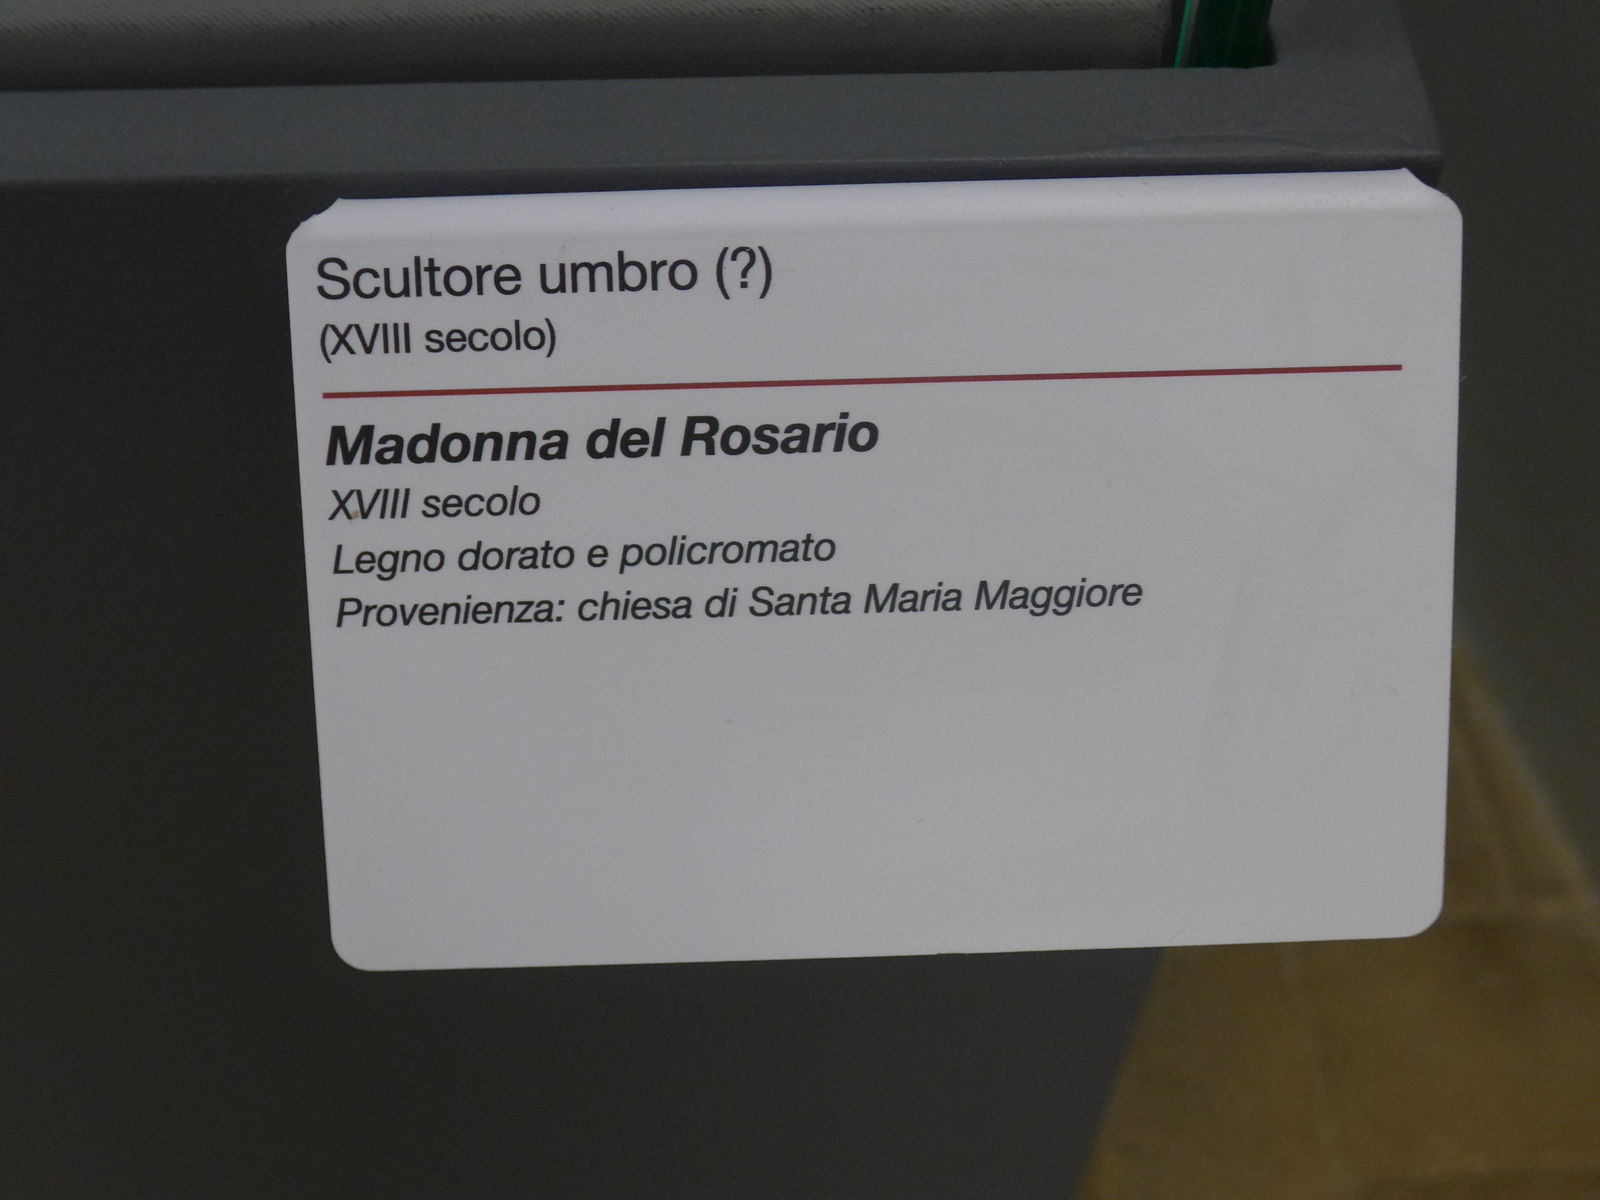 Scultore umbro (?)
(XVIII secolo)
Madonna del Rosario
XVIII secolo
Legno dorato e policromato
Provenienza: chiesa di Santa Maria Maggiore